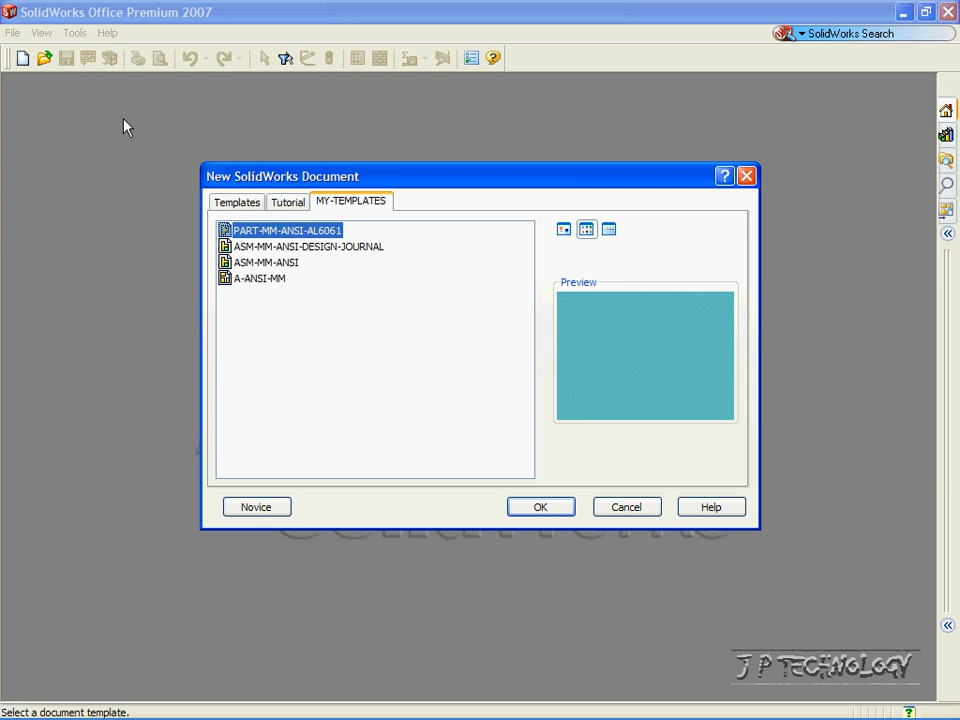 SolidWorks Office Premium 2007
File View Tools Help
SolidWorks Search
New SolidWorks Document
Templates Tutorial MY-TEMPLATES
PART-MM-ANSI-AL6061
ASM-MM-ANSI-DESIGN-JOURNAL
ASM-MM-ANSI
A-ANSI-MM
Preview
Novice OK Cancel Help
J P TECHNOLOGY
Select a document template.